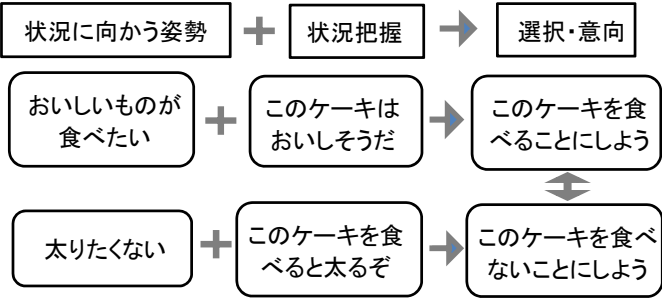 状況に向かう姿勢
状況把握
選択・意向
おいしいものが
食べたい
このケーキは
おいしそうだ
このケーキを食
べることにしよう
太りたくない
このケーキを食
べると太るぞ
このケーキを食べ
ないことにしよう